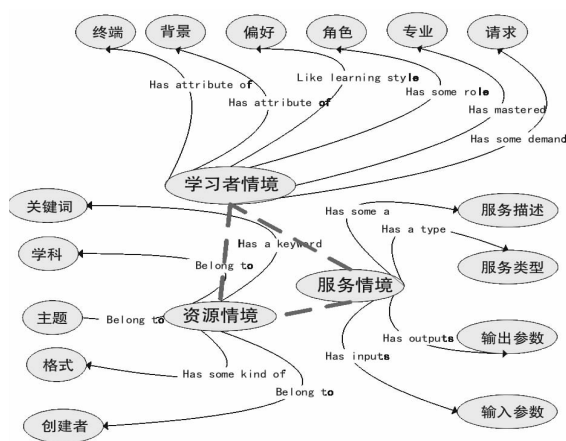 终端
背景
偏好
角色
专业
请求
Has attribute of
Has attribute of
Like learning style
Has some role
Has mastered
Has some demand
学习者情境
关键词
Has a keyword
学科
Belong to
主题
Belong to
资源情境
格式
Has some kind of
创建者
Belong to
服务情境
Has some a
服务描述
Has a type
服务类型
Has outputs
输出参数
Has inputs
输入参数